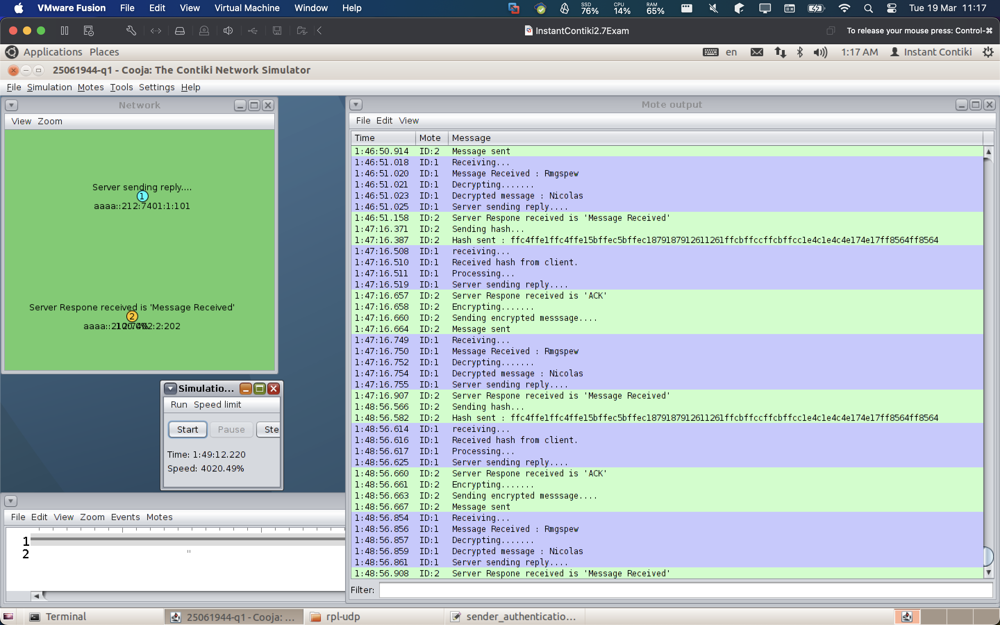 VMware Fusion File Edit View Virtual Machine Window Help SSD 76% CPU 14% RAM 65% Tue 19 Mar 11:17
InstantContiki2.7Exam To release your mouse press: Control-⌘
Applications Places en 1:17 AM Instant Contiki
25061944-q1 - Cooja: The Contiki Network Simulator
File Simulation Motes Tools Settings Help
Network
View Zoom
Server sending reply....
1
aaaa::212:7401:1:101
Server Respone received is 'Message Received'
2
Simulatio...
Run Speed limit
Start Pause Ste
Time: 1:49:12.220
Speed: 4020.49%
File Edit View Zoom Events Motes
1
2
Mote output
File Edit View
Time Mote Message
1:46:50.914 ID:2 Message sent
1:46:51.018 ID:1 Receiving...
1:46:51.020 ID:1 Message Received : Rmgspew
1:46:51.021 ID:1 Decrypting.......
1:46:51.023 ID:1 Decrypted message : Nicolas
1:46:51.025 ID:1 Server sending reply....
1:46:51.158 ID:2 Server Respone received is 'Message Received'
1:47:16.371 ID:2 Sending hash...
1:47:16.387 ID:2 Hash sent : ffc4ffe1ffc4ffe15bffec5bffec1879187912611261ffcbffccffcbffcc1e4c1e4c4e174e17ff8564ff8564
1:47:16.508 ID:1 receiving...
1:47:16.510 ID:1 Received hash from client.
1:47:16.511 ID:1 Processing...
1:47:16.519 ID:1 Server sending reply....
1:47:16.657 ID:2 Server Respone received is 'ACK'
1:47:16.658 ID:2 Encrypting.......
1:47:16.660 ID:2 Sending encrypted messsage....
1:47:16.664 ID:2 Message sent
1:47:16.749 ID:1 Receiving...
1:47:16.750 ID:1 Message Received : Rmgspew
1:47:16.752 ID:1 Decrypting.......
1:47:16.754 ID:1 Decrypted message : Nicolas
1:47:16.755 ID:1 Server sending reply....
1:47:16.907 ID:2 Server Respone received is 'Message Received'
1:48:56.566 ID:2 Sending hash...
1:48:56.582 ID:2 Hash sent : ffc4ffe1ffc4ffe15bffec5bffec1879187912611261ffcbffccffcbffcc1e4c1e4c4e174e17ff8564ff8564
1:48:56.614 ID:1 receiving...
1:48:56.616 ID:1 Received hash from client.
1:48:56.617 ID:1 Processing...
1:48:56.625 ID:1 Server sending reply....
1:48:56.660 ID:2 Server Respone received is 'ACK'
1:48:56.661 ID:2 Encrypting.......
1:48:56.663 ID:2 Sending encrypted messsage....
1:48:56.667 ID:2 Message sent
1:48:56.854 ID:1 Receiving...
1:48:56.856 ID:1 Message Received : Rmgspew
1:48:56.857 ID:1 Decrypting.......
1:48:56.859 ID:1 Decrypted message : Nicolas
1:48:56.861 ID:1 Server sending reply....
1:48:56.908 ID:2 Server Respone received is 'Message Received'
Filter:
Terminal 25061944-q1 - Cooja: ... rpl-udp sender_authenticatio...